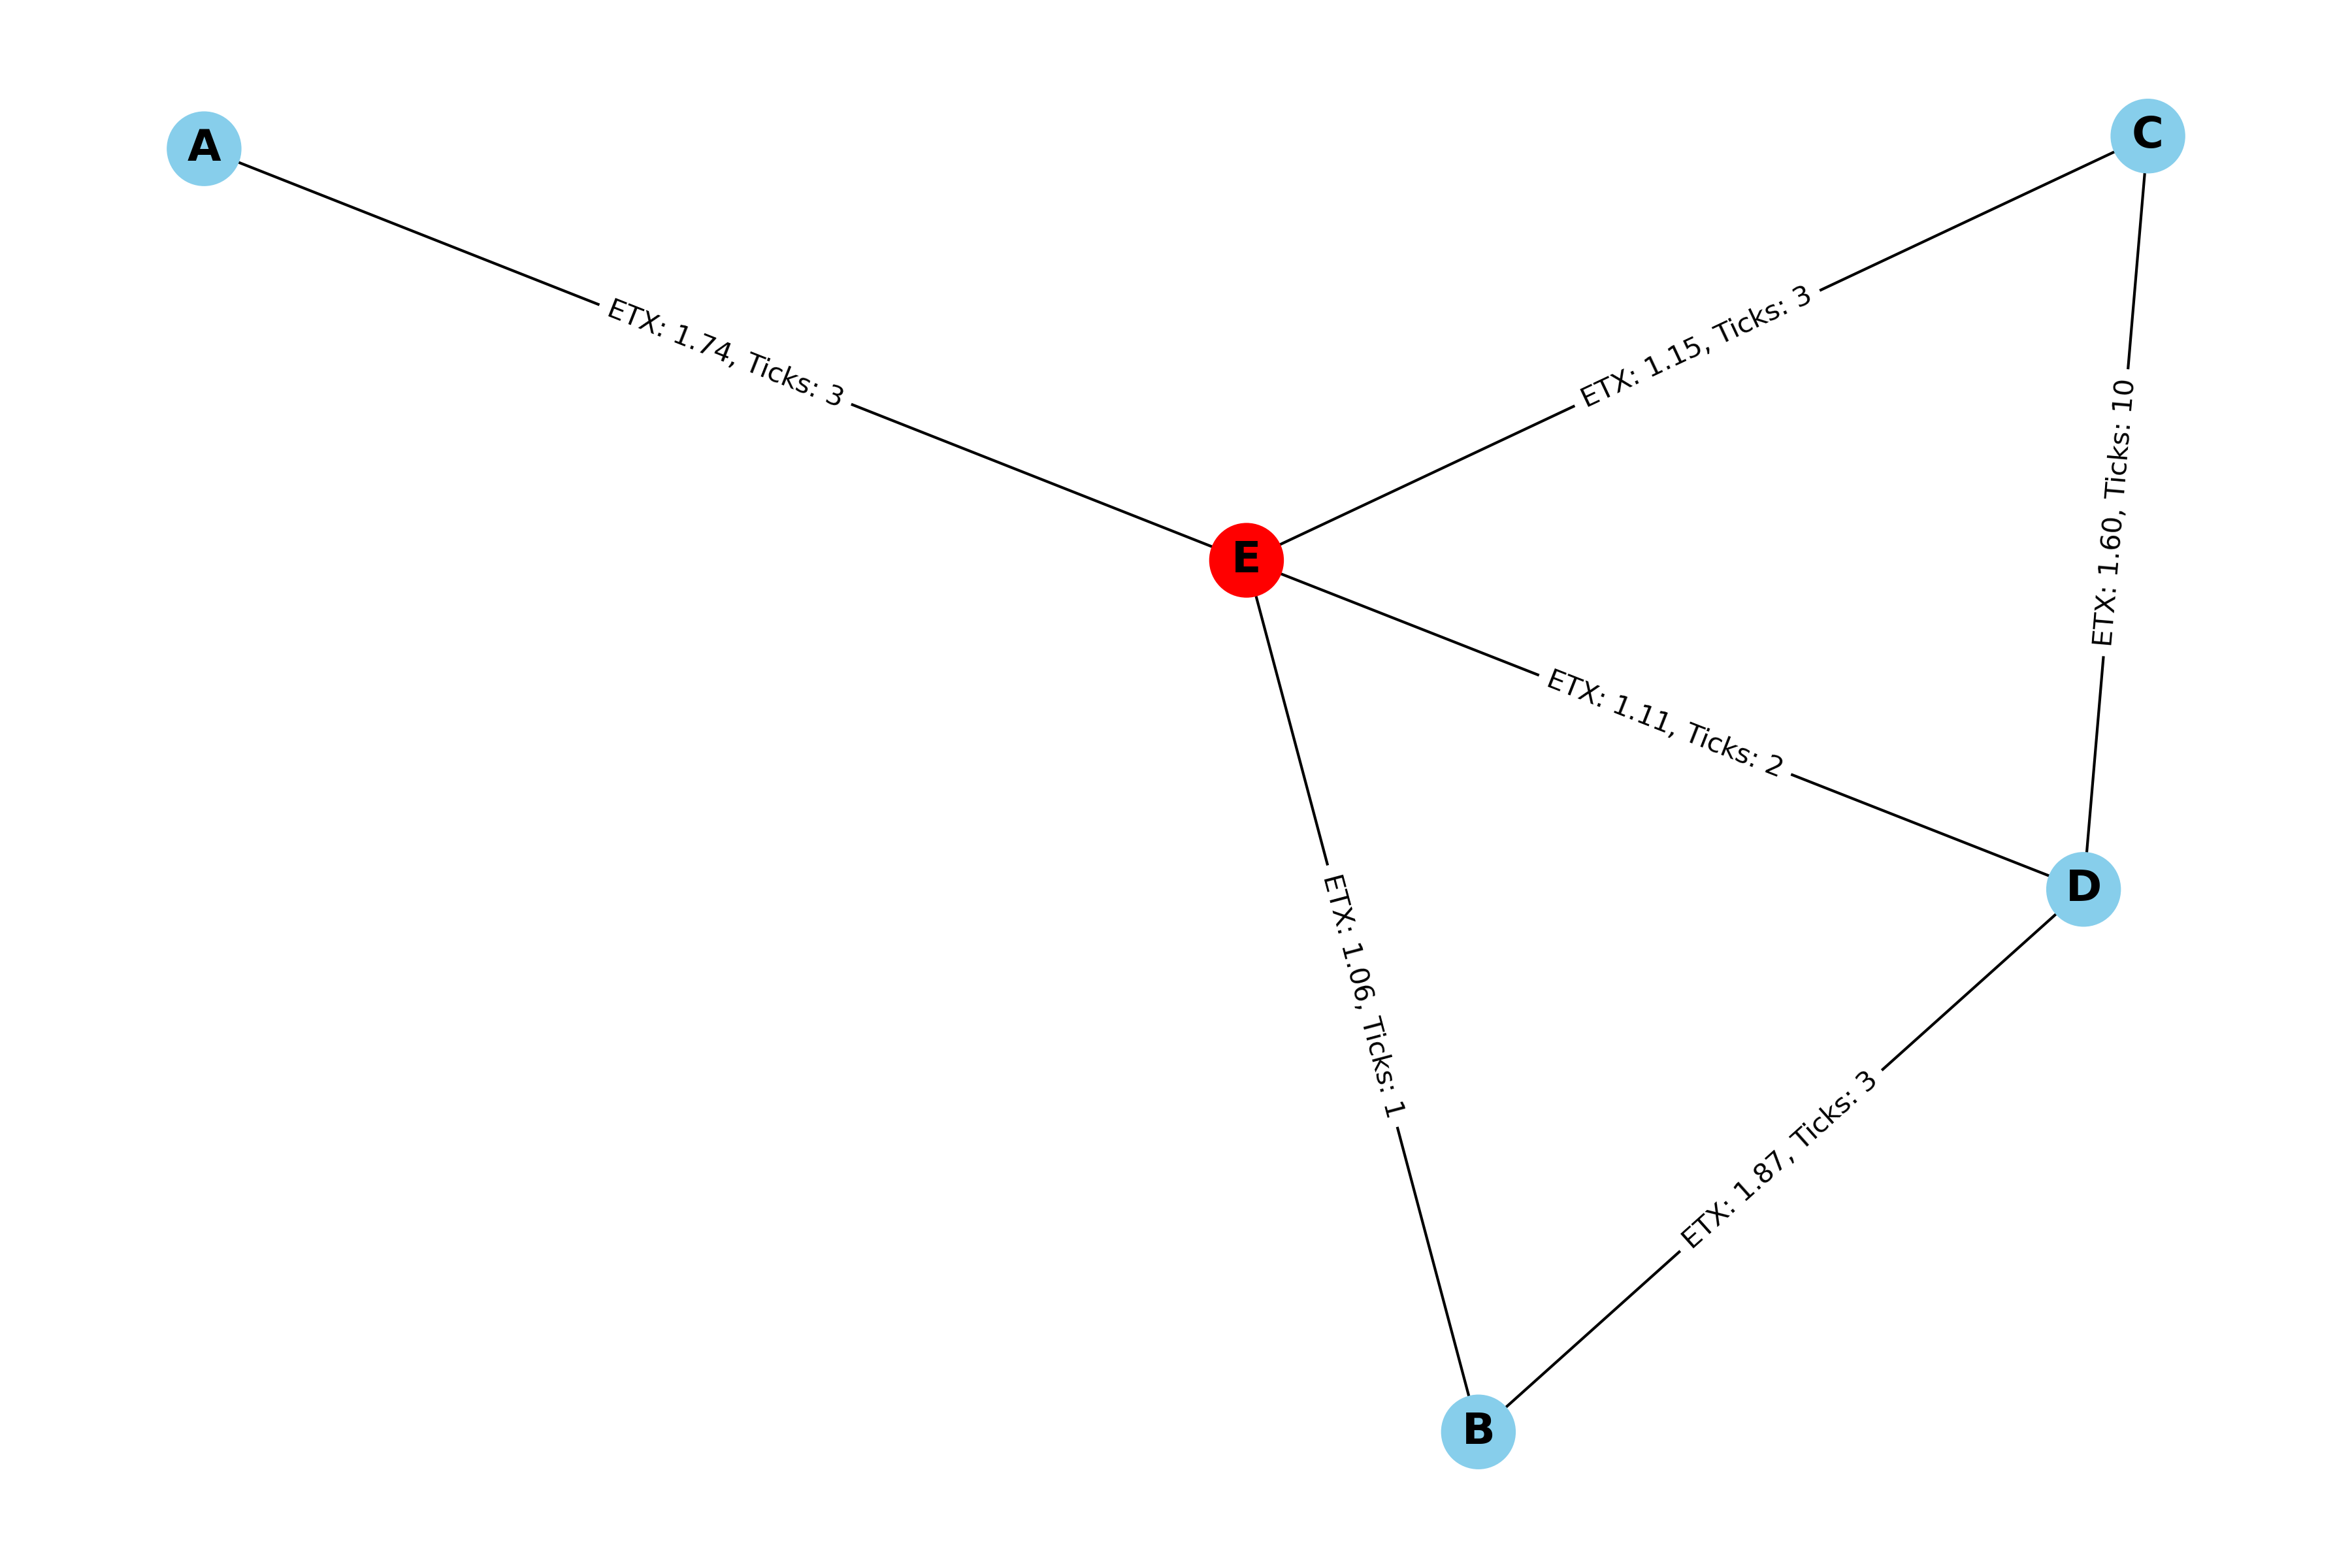 A
C
ETX: 1.74, Ticks: 3
ETX: 1.15, Ticks: 3
ETX: 1.60, Ticks: 10
E
ETX: 1.11, Ticks: 2
D
ETX: 1.06, Ticks: 1
ETX: 1.87, Ticks: 3
B